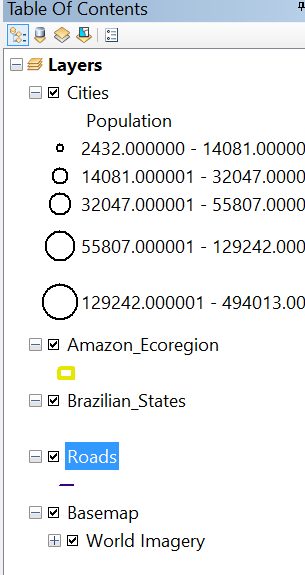 Table Of Contents
Layers
Cities
Population
2432.000000 - 14081.00000
14081.000001 - 32047.0000
32047.000001 - 55807.0000
55807.000001 - 129242.000
129242.000001 - 494013.00
Amazon_Ecoregion
Brazilian_States
Roads
Basemap
World Imagery